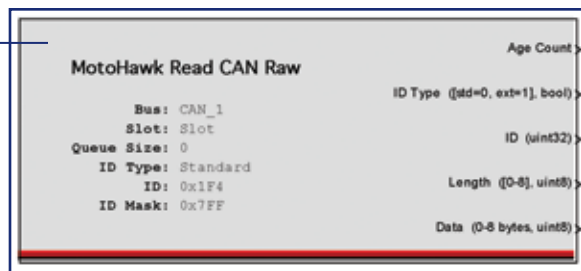 MotoHawk Read CAN Raw
Bus: CAN_1
Slot: Slot
Queue Size: 0
ID Type: Standard
ID: 0x1F4
ID Mask: 0x7FF
Age Count
ID Type ([std=0, ext=1], bool)
ID (uint32)
Length ([0-8], uint8)
Data (0-8 bytes, uint8)